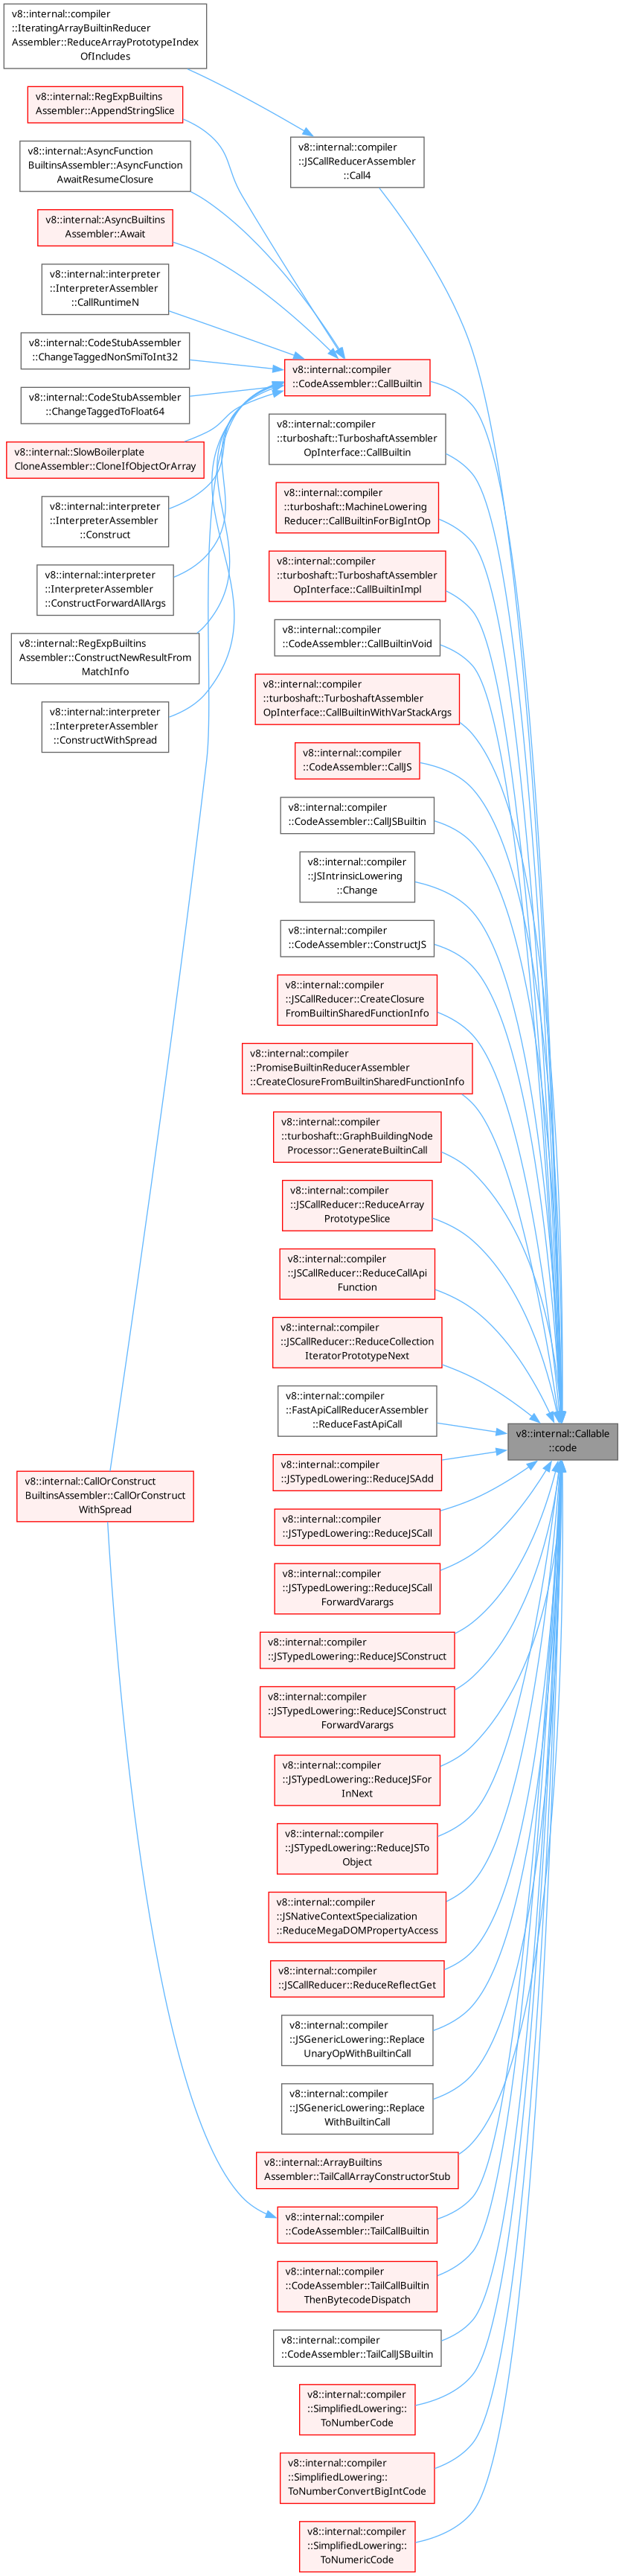 v8::internal::compiler
::IteratingArrayBuiltinReducer
Assembler::ReduceArrayPrototypeIndex
OfIncludes
v8::internal::RegExpBuiltins
Assembler::AppendStringSlice
v8::internal::AsyncFunction
BuiltinsAssembler::AsyncFunction
AwaitResumeClosure
v8::internal::AsyncBuiltins
Assembler::Await
v8::internal::interpreter
::InterpreterAssembler
::CallRuntimeN
v8::internal::CodeStubAssembler
::ChangeTaggedNonSmiToInt32
v8::internal::CodeStubAssembler
::ChangeTaggedToFloat64
v8::internal::SlowBoilerplate
CloneAssembler::CloneIfObjectOrArray
v8::internal::interpreter
::InterpreterAssembler
::Construct
v8::internal::interpreter
::InterpreterAssembler
::ConstructForwardAllArgs
v8::internal::RegExpBuiltins
Assembler::ConstructNewResultFrom
MatchInfo
v8::internal::interpreter
::InterpreterAssembler
::ConstructWithSpread
v8::internal::CallOrConstruct
BuiltinsAssembler::CallOrConstruct
WithSpread
v8::internal::compiler
::JSCallReducerAssembler
::Call4
v8::internal::compiler
::CodeAssembler::CallBuiltin
v8::internal::compiler
::turboshaft::TurboshaftAssembler
OpInterface::CallBuiltin
v8::internal::compiler
::turboshaft::MachineLowering
Reducer::CallBuiltinForBigIntOp
v8::internal::compiler
::turboshaft::TurboshaftAssembler
OpInterface::CallBuiltinImpl
v8::internal::compiler
::CodeAssembler::CallBuiltinVoid
v8::internal::compiler
::turboshaft::TurboshaftAssembler
OpInterface::CallBuiltinWithVarStackArgs
v8::internal::compiler
::CodeAssembler::CallJS
v8::internal::compiler
::CodeAssembler::CallJSBuiltin
v8::internal::compiler
::JSIntrinsicLowering
::Change
v8::internal::compiler
::CodeAssembler::ConstructJS
v8::internal::compiler
::JSCallReducer::CreateClosure
FromBuiltinSharedFunctionInfo
v8::internal::compiler
::PromiseBuiltinReducerAssembler
::CreateClosureFromBuiltinSharedFunctionInfo
v8::internal::compiler
::turboshaft::GraphBuildingNode
Processor::GenerateBuiltinCall
v8::internal::compiler
::JSCallReducer::ReduceArray
PrototypeSlice
v8::internal::compiler
::JSCallReducer::ReduceCallApi
Function
v8::internal::compiler
::JSCallReducer::ReduceCollection
IteratorPrototypeNext
v8::internal::compiler
::FastApiCallReducerAssembler
::ReduceFastApiCall
v8::internal::compiler
::JSTypedLowering::ReduceJSAdd
v8::internal::compiler
::JSTypedLowering::ReduceJSCall
v8::internal::compiler
::JSTypedLowering::ReduceJSCall
ForwardVarargs
v8::internal::compiler
::JSTypedLowering::ReduceJSConstruct
v8::internal::compiler
::JSTypedLowering::ReduceJSConstruct
ForwardVarargs
v8::internal::compiler
::JSTypedLowering::ReduceJSFor
InNext
v8::internal::compiler
::JSTypedLowering::ReduceJSTo
Object
v8::internal::compiler
::JSNativeContextSpecialization
::ReduceMegaDOMPropertyAccess
v8::internal::compiler
::JSCallReducer::ReduceReflectGet
v8::internal::compiler
::JSGenericLowering::Replace
UnaryOpWithBuiltinCall
v8::internal::compiler
::JSGenericLowering::Replace
WithBuiltinCall
v8::internal::ArrayBuiltins
Assembler::TailCallArrayConstructorStub
v8::internal::compiler
::CodeAssembler::TailCallBuiltin
v8::internal::compiler
::CodeAssembler::TailCallBuiltin
ThenBytecodeDispatch
v8::internal::compiler
::CodeAssembler::TailCallJSBuiltin
v8::internal::compiler
::SimplifiedLowering::
ToNumberCode
v8::internal::compiler
::SimplifiedLowering::
ToNumberConvertBigIntCode
v8::internal::compiler
::SimplifiedLowering::
ToNumericCode
v8::internal::Callable
::code